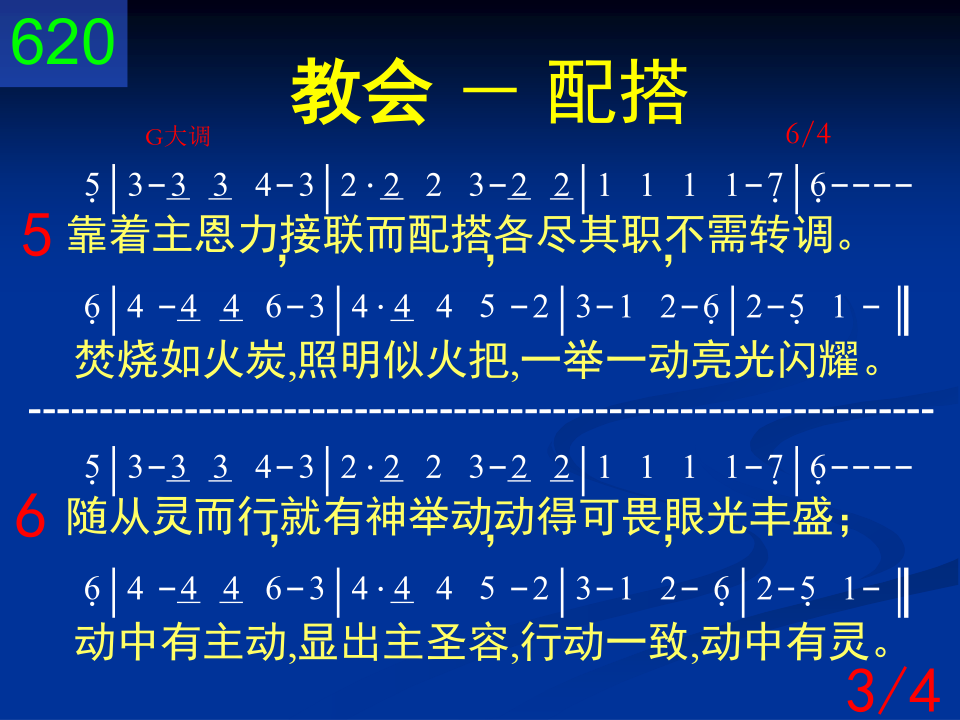 620
教会 － 配搭
G大调 6/4
5̣|3-3̲ 3̲ 4-3|2·2̲ 2 3-2̲ 2̲|1 1 1 1-7̣|6̣----
5 靠着主恩力,接联而配搭,各尽其职,不需转调。
6̣|4 -4̲ 4̲ 6-3|4·4̲ 4 5 -2|3-1 2-6̣|2-5̣ 1 -‖
焚烧如火炭,照明似火把,一举一动亮光闪耀。
----------------------------------------------------------------
5̣|3-3̲ 3̲ 4-3|2·2̲ 2 3-2̲ 2̲|1 1 1 1-7̣|6̣----
6 随从灵而行,就有神举动,动得可畏,眼光丰盛；
6̣|4 -4̲ 4̲ 6-3|4·4̲ 4 5 -2|3-1 2- 6̣|2-5̣ 1-‖
动中有主动,显出主圣容,行动一致,动中有灵。
3/4